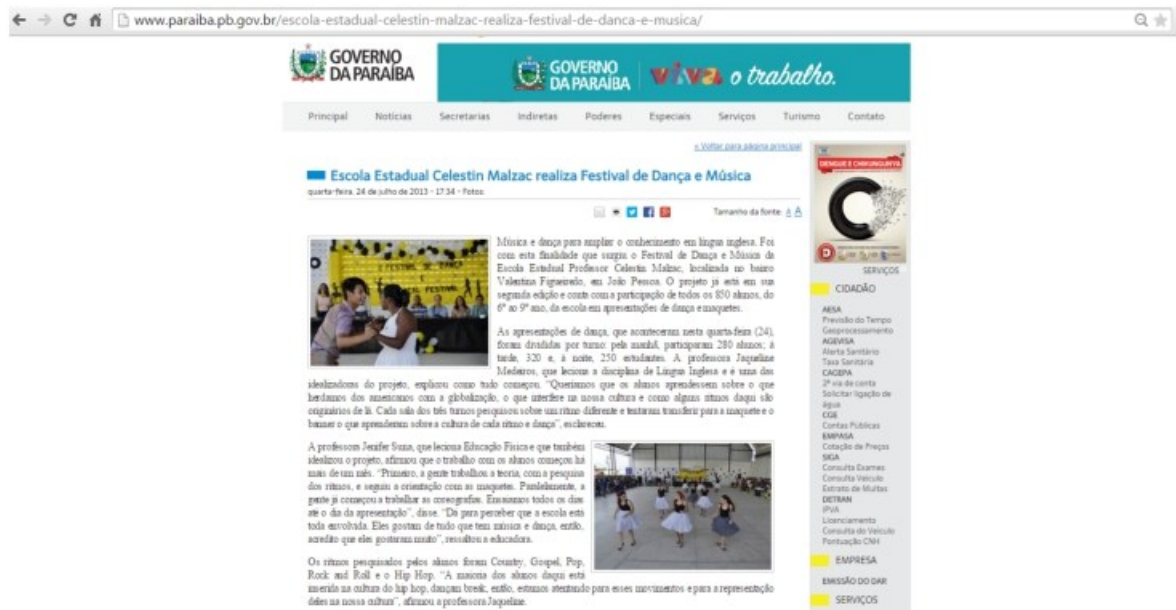 www.paraiba.pb.gov.br/escola-estadual-celestin-malzac-realiza-festival-de-danca-e-musica/
GOVERNO
DA PARAÍBA
GOVERNO
DA PARAÍBA
viva o trabalho.
Principal Notícias Secretarias Indiretas Poderes Especiais Serviços Turismo Contato
« Voltar para página principal
Escola Estadual Celestin Malzac realiza Festival de Dança e Música
quarta-feira, 24 de julho de 2013 - 17:34 - Fotos:
Tamanho da fonte: A A
Música e dança para ampliar o conhecimento em língua inglesa. Foi
com esta finalidade que surgiu o Festival de Dança e Música da
Escola Estadual Professor Celestin Malzac, localizada no bairro
Valentina Figueiredo, em João Pessoa. O projeto já está em sua
segunda edição e conta com a participação de todos os 850 alunos, do
6º ao 9º ano, da escola em apresentações de dança e maquetes.
As apresentações de dança, que aconteceram nesta quarta-feira (24),
foram divididas por turno: pela manhã, participaram 280 alunos; à
tarde, 320 e, à noite, 250 estudantes. A professora Jaqueline
Medeiros, que leciona a disciplina de Língua Inglesa e é uma das
idealizadoras do projeto, explicou como tudo começou. “Queríamos que os alunos aprendessem sobre o que
herdamos dos americanos com a globalização, o que interfere na nossa cultura e como alguns ritmos daqui são
originários de lá. Cada sala dos três turnos pesquisou sobre um ritmo diferente e tentaram transferir para a maquete e o
banner o que aprenderam sobre a cultura de cada ritmo e dança”, esclareceu.
A professora Jenifer Suna, que leciona Educação Física e que também
idealizou o projeto, afirmou que o trabalho com os alunos começou há
mais de um mês. “Primeiro, a gente trabalhou a teoria, com a pesquisa
dos ritmos, e seguiu a orientação com as maquetes. Paralelamente, a
gente já começou a trabalhar as coreografias. Ensaiamos todos os dias
até o dia da apresentação”, disse. “Dá para perceber que a escola está
toda envolvida. Eles gostam de tudo que tem música e dança, então,
acredito que eles gostaram muito”, ressaltou a educadora.
Os ritmos pesquisados pelos alunos foram Country, Gospel, Pop,
Rock and Roll e o Hip Hop. “A maioria dos alunos daqui está
inserida na cultura do hip hop, dançam break, então, estamos atentando para esses movimentos e para a representação
deles na nossa cultura”, afirmou a professora Jaqueline.
FESTIVAL DE DANÇA
FESTIVAL
DENGUE E CHIKUNGUNYA
SERVIÇOS
CIDADÃO
AESA
Previsão do Tempo
Geoprocessamento
AGEVISA
Alerta Sanitário
Taxa Sanitária
CAGEPA
2ª via de conta
Solicitar ligação de
água
CGE
Contas Públicas
EMPASA
Cotação de Preços
SIGA
Consulta Exames
Consulta Veículo
Extrato de Multas
DETRAN
IPVA
Licenciamento
Consulta do Veículo
Pontuação CNH
EMPRESA
EMISSÃO DO DAR
SERVIÇOS